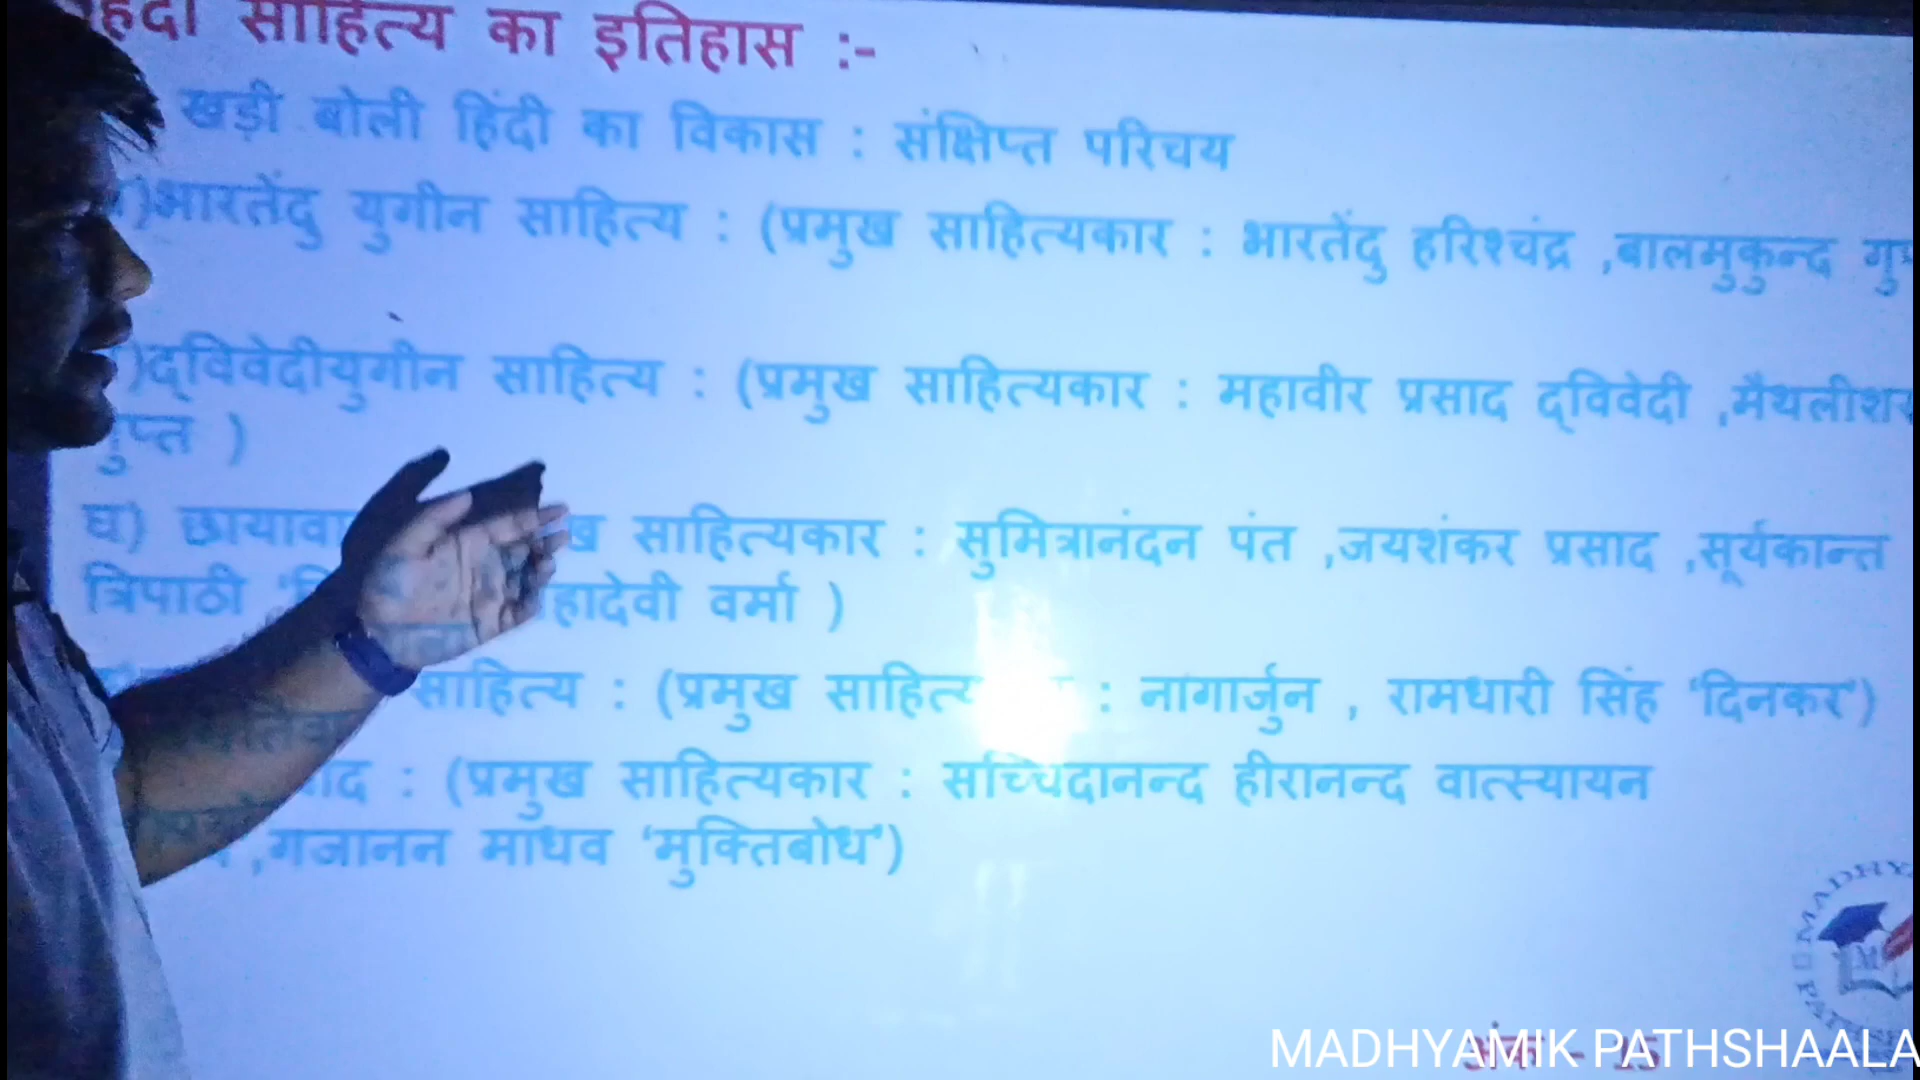 साहित्य का इतिहास :-
खड़ी बोली हिंदी का विकास : संक्षिप्त परिचय
)भारतेंदु युगीन साहित्य : (प्रमुख साहित्यकार : भारतेंदु हरिश्चंद्र ,बालमुकुन्द
)द्विवेदीयुगीन साहित्य : (प्रमुख साहित्यकार : महावीर प्रसाद द्विवेदी ,मैथलीशर
गुप्त )
घ) साहित्यकार : सुमित्रानंदन पंत ,जयशंकर प्रसाद ,सूर्यकान्त
त्रिपाठी वर्मा )
साहित्य : (प्रमुख : नागार्जुन , रामधारी सिंह ‘दिनकर’)
: (प्रमुख साहित्यकार : सच्चिदानन्द हीरानन्द वात्स्यायन
,गजानन माधव ‘मुक्तिबोध’)
MADHYAMIK PATHSHAALA